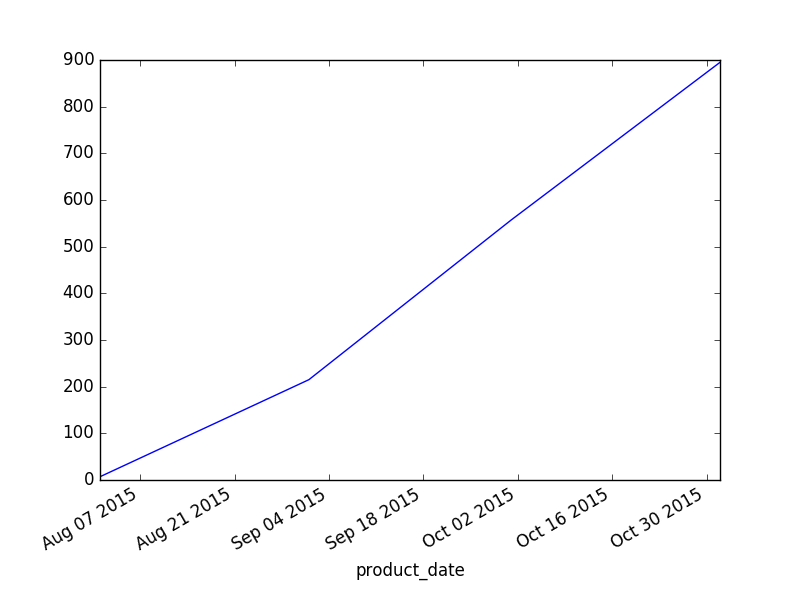 900
800
700
600
500
400
300
200
100
0
Aug 07 2015
Aug 21 2015
Sep 04 2015
Sep 18 2015
Oct 02 2015
Oct 16 2015
Oct 30 2015
product_date